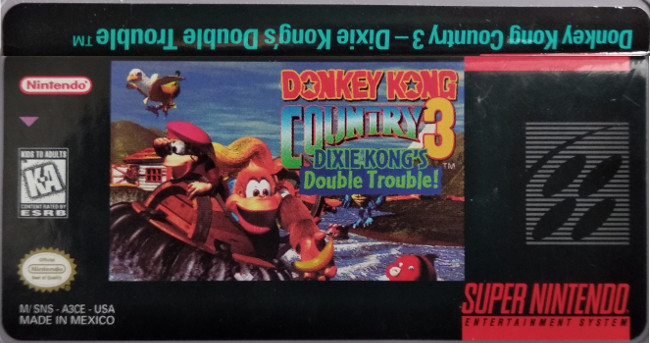 Donkey Kong Country 3 – Dixie Kong's Double Trouble ™
Nintendo®
DONKEY KONG
COUNTRY 3
DIXIE KONG'S
Double Trouble! ™
KIDS TO ADULTS
KA
CONTENT RATED BY
ESRB
Official
Nintendo
Seal of Quality
M/ SNS - A3CE - USA
MADE IN MEXICO
SUPER NINTENDO
ENTERTAINMENT SYSTEM